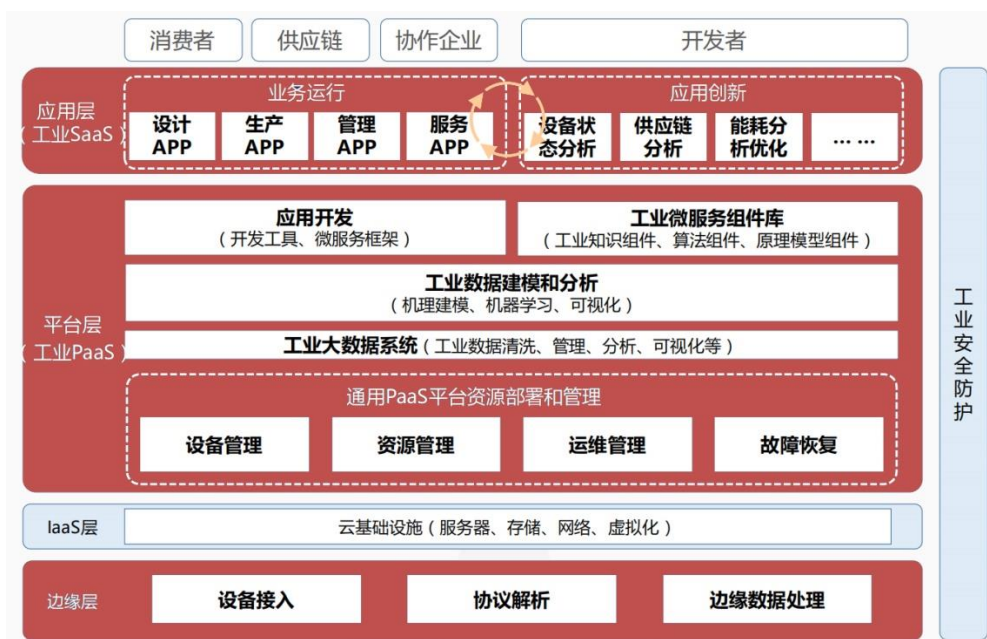 消费者
供应链
协作企业
开发者
应用层
（工业SaaS）
业务运行
设计
APP
生产
APP
管理
APP
服务
APP
应用创新
设备状
态分析
供应链
分析
能耗分
析优化
... ...
平台层
（工业PaaS）
应用开发
（开发工具、微服务框架）
工业微服务组件库
（工业知识组件、算法组件、原理模型组件）
工业数据建模和分析
（机理建模、机器学习、可视化）
工业大数据系统（工业数据清洗、管理、分析、可视化等）
通用PaaS平台资源部署和管理
设备管理
资源管理
运维管理
故障恢复
IaaS层
云基础设施（服务器、存储、网络、虚拟化）
边缘层
设备接入
协议解析
边缘数据处理
工业安全防护